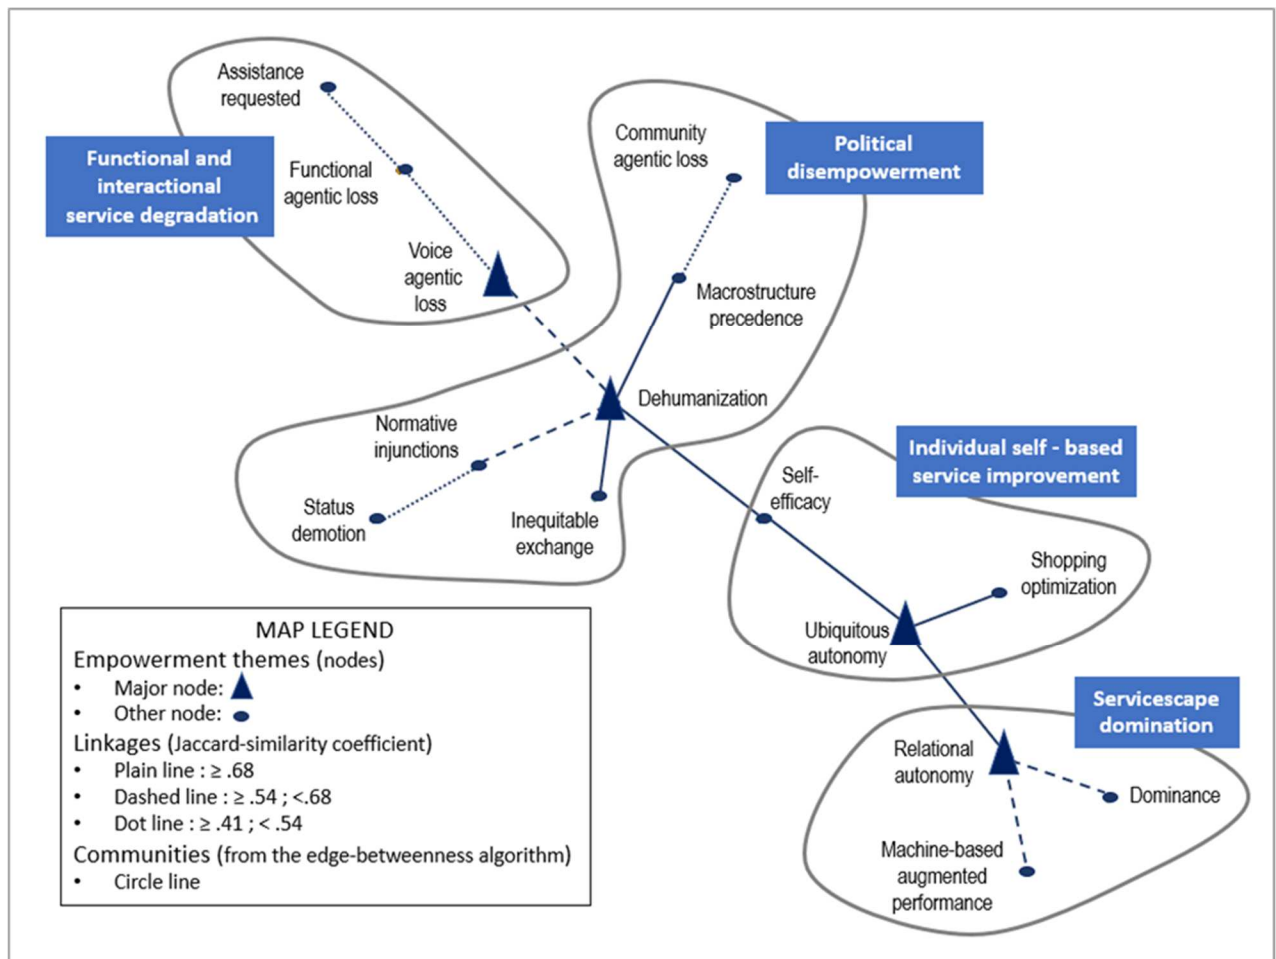 Assistance
requested
Functional and
interactional
service degradation
Functional
agentic loss
Voice
agentic
loss
Community
agentic loss
Political
disempowerment
Macrostructure
precedence
Dehumanization
Normative
injunctions
Status
demotion
Inequitable
exchange
Individual self - based
service improvement
Self-
efficacy
Shopping
optimization
Ubiquitous
autonomy
Servicescape
domination
Relational
autonomy
Dominance
Machine-based
augmented
performance
MAP LEGEND
Empowerment themes (nodes)
• Major node:
• Other node:
Linkages (Jaccard-similarity coefficient)
• Plain line : ≥ .68
• Dashed line : ≥ .54 ; <.68
• Dot line : ≥ .41 ; < .54
Communities (from the edge-betweenness algorithm)
• Circle line